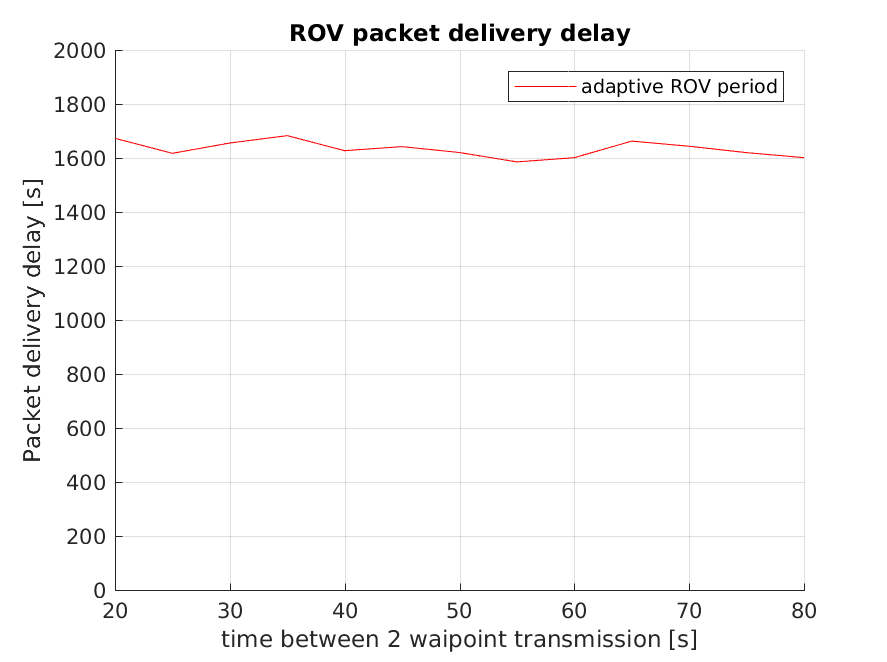 ROV packet delivery delay
adaptive ROV period
Packet delivery delay [s]
2000
1800
1600
1400
1200
1000
800
600
400
200
0
20 30 40 50 60 70 80
time between 2 waipoint transmission [s]